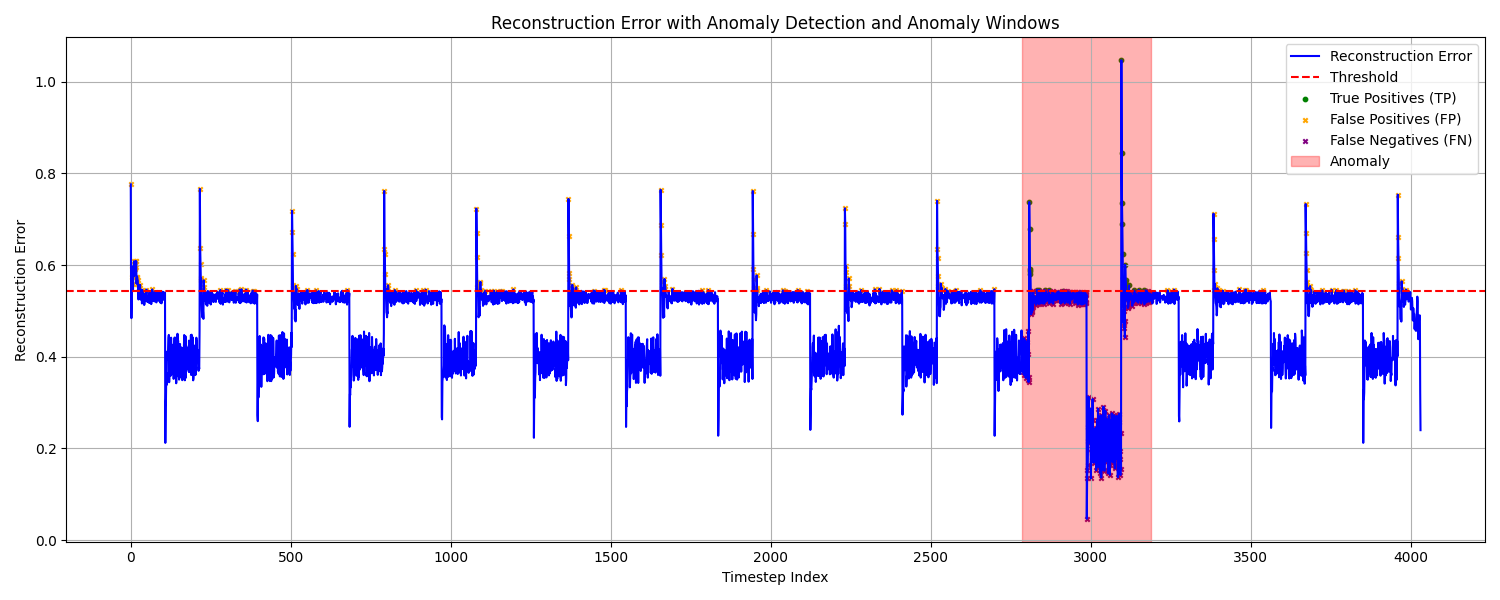 Reconstruction Error with Anomaly Detection and Anomaly Windows
Reconstruction Error
1.0
0.8
0.6
0.4
0.2
0.0
Reconstruction Error
Threshold
True Positives (TP)
False Positives (FP)
False Negatives (FN)
Anomaly
0 500 1000 1500 2000 2500 3000 3500 4000
Timestep Index